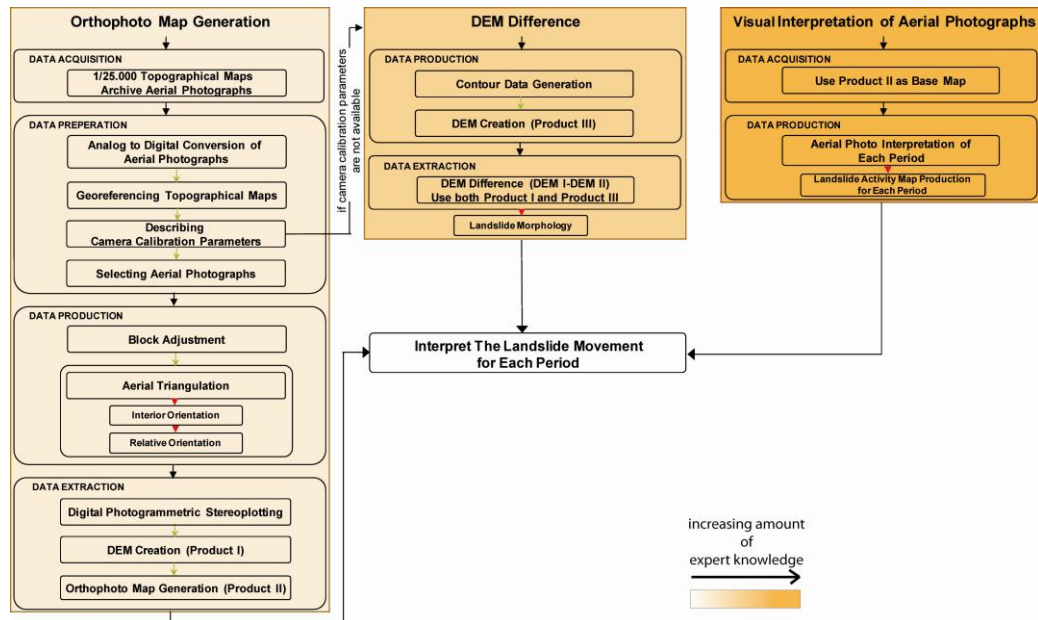 Orthophoto Map Generation
DATA ACQUISITION
1/25.000 Topographical Maps
Archive Aerial Photographs
DATA PREPERATION
Analog to Digital Conversion of
Aerial Photographs
Georeferencing Topographical Maps
Describing
Camera Calibration Parameters
Selecting Aerial Photographs
DATA PRODUCTION
Block Adjustment
Aerial Triangulation
Interior Orientation
Relative Orientation
DATA EXTRACTION
Digital Photogrammetric Stereoplotting
DEM Creation (Product I)
Orthophoto Map Generation (Product II)
if camera calibration parameters
are not available
DEM Difference
DATA PRODUCTION
Contour Data Generation
DEM Creation (Product III)
DATA EXTRACTION
DEM Difference (DEM I-DEM II)
Use both Product I and Product III
Landslide Morphology
Visual Interpretation of Aerial Photographs
DATA ACQUISITION
Use Product II as Base Map
DATA PRODUCTION
Aerial Photo Interpretation of
Each Period
Landslide Activity Map Production
for Each Period
Interpret The Landslide Movement
for Each Period
increasing amount
of
expert knowledge